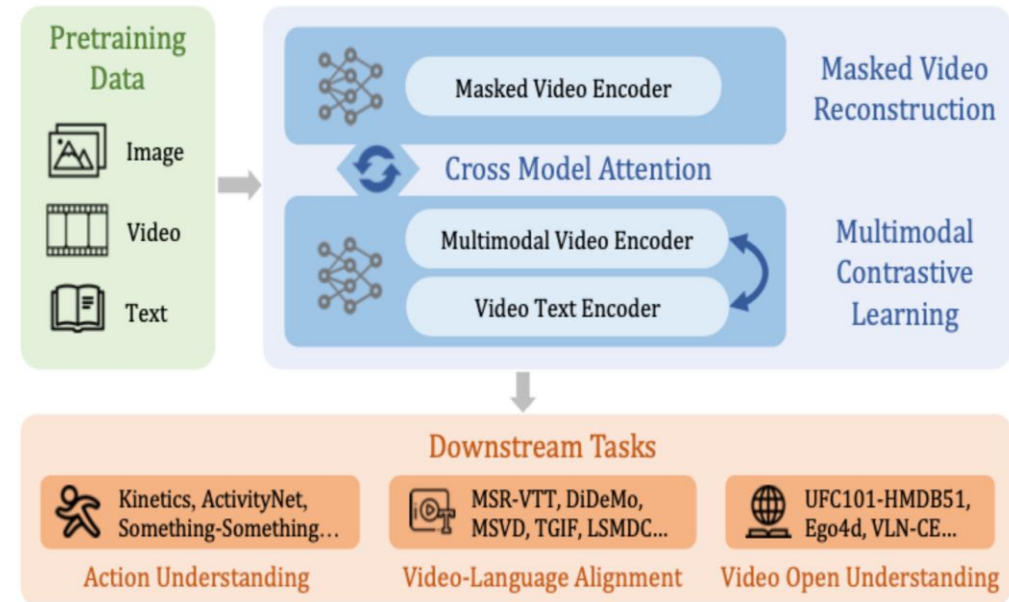 Pretraining
Data
Image
Video
Text
Masked Video Encoder
Masked Video
Reconstruction
Cross Model Attention
Multimodal Video Encoder
Video Text Encoder
Multimodal
Contrastive
Learning
Downstream Tasks
Kinetics, ActivityNet,
Something-Something...
Action Understanding
MSR-VTT, DiDeMo,
MSVD, TGIF, LSMDC...
Video-Language Alignment
UFC101-HMDB51,
Ego4d, VLN-CE...
Video Open Understanding